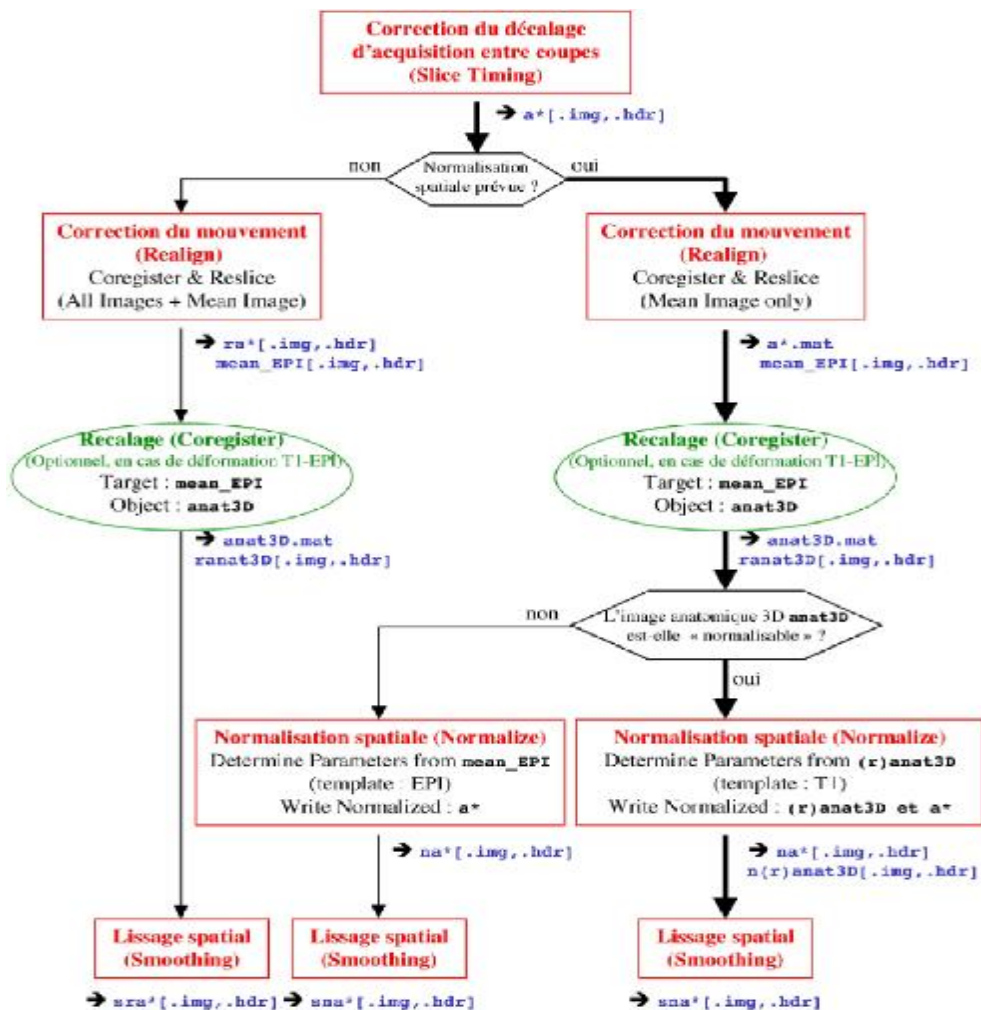 Correction du décalage
d'acquisition entre coupes
(Slice Timing)
➔ a*[.img,.hdr]
non
Normalisation
spatiale prévue ?
oui
Correction du mouvement
(Realign)
Coregister & Reslice
(All Images + Mean Image)
Correction du mouvement
(Realign)
Coregister & Reslice
(Mean Image only)
➔ ra*[.img,.hdr]
mean_EPI[.img,.hdr]
➔ a*.mat
mean_EPI[.img,.hdr]
Recalage (Coregister)
(Optionnel, en cas de déformation T1-EPI)
Target : mean_EPI
Object : anat3D
Recalage (Coregister)
(Optionnel, en cas de déformation T1-EPI)
Target : mean_EPI
Object : anat3D
➔ anat3D.mat
ranat3D[.img,.hdr]
➔ anat3D.mat
ranat3D[.img,.hdr]
non
L'image anatomique 3D anat3D
est-elle « normalisable » ?
oui
Normalisation spatiale (Normalize)
Determine Parameters from mean_EPI
(template : EPI)
Write Normalized : a*
Normalisation spatiale (Normalize)
Determine Parameters from (r)anat3D
(template : T1)
Write Normalized : (r)anat3D et a*
➔ na*[.img,.hdr]
➔ na*[.img,.hdr]
n(r)anat3D[.img,.hdr]
Lissage spatial
(Smoothing)
Lissage spatial
(Smoothing)
Lissage spatial
(Smoothing)
➔ sra*[.img,.hdr]
➔ sna*[.img,.hdr]
➔ sna*[.img,.hdr]